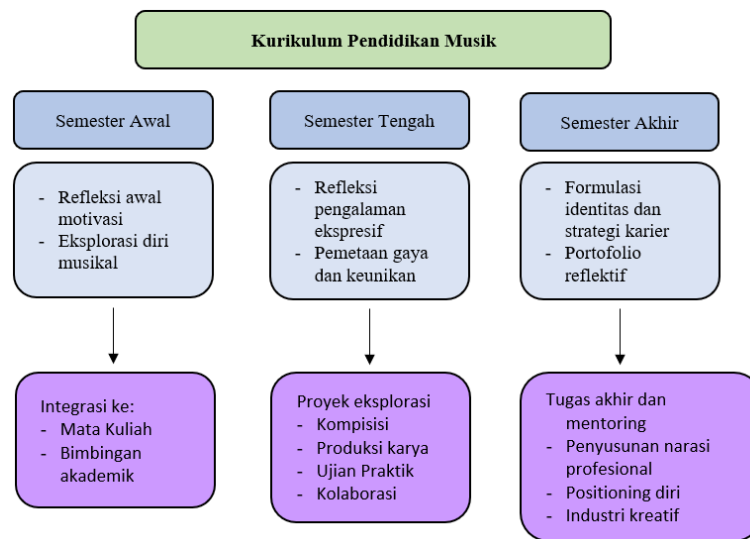 Kurikulum Pendidikan Musik
Semester Awal
- Refleksi awal
motivasi
- Eksplorasi diri
musikal
Integrasi ke:
- Mata Kuliah
- Bimbingan
akademik
Semester Tengah
- Refleksi
pengalaman
ekspresif
- Pemetaan gaya
dan keunikan
Proyek eksplorasi
- Kompisisi
- Produksi karya
- Ujian Praktik
- Kolaborasi
Semester Akhir
- Formulasi
identitas dan
strategi karier
- Portofolio
reflektif
Tugas akhir dan
mentoring
- Penyusunan narasi
profesional
- Positioning diri
- Industri kreatif